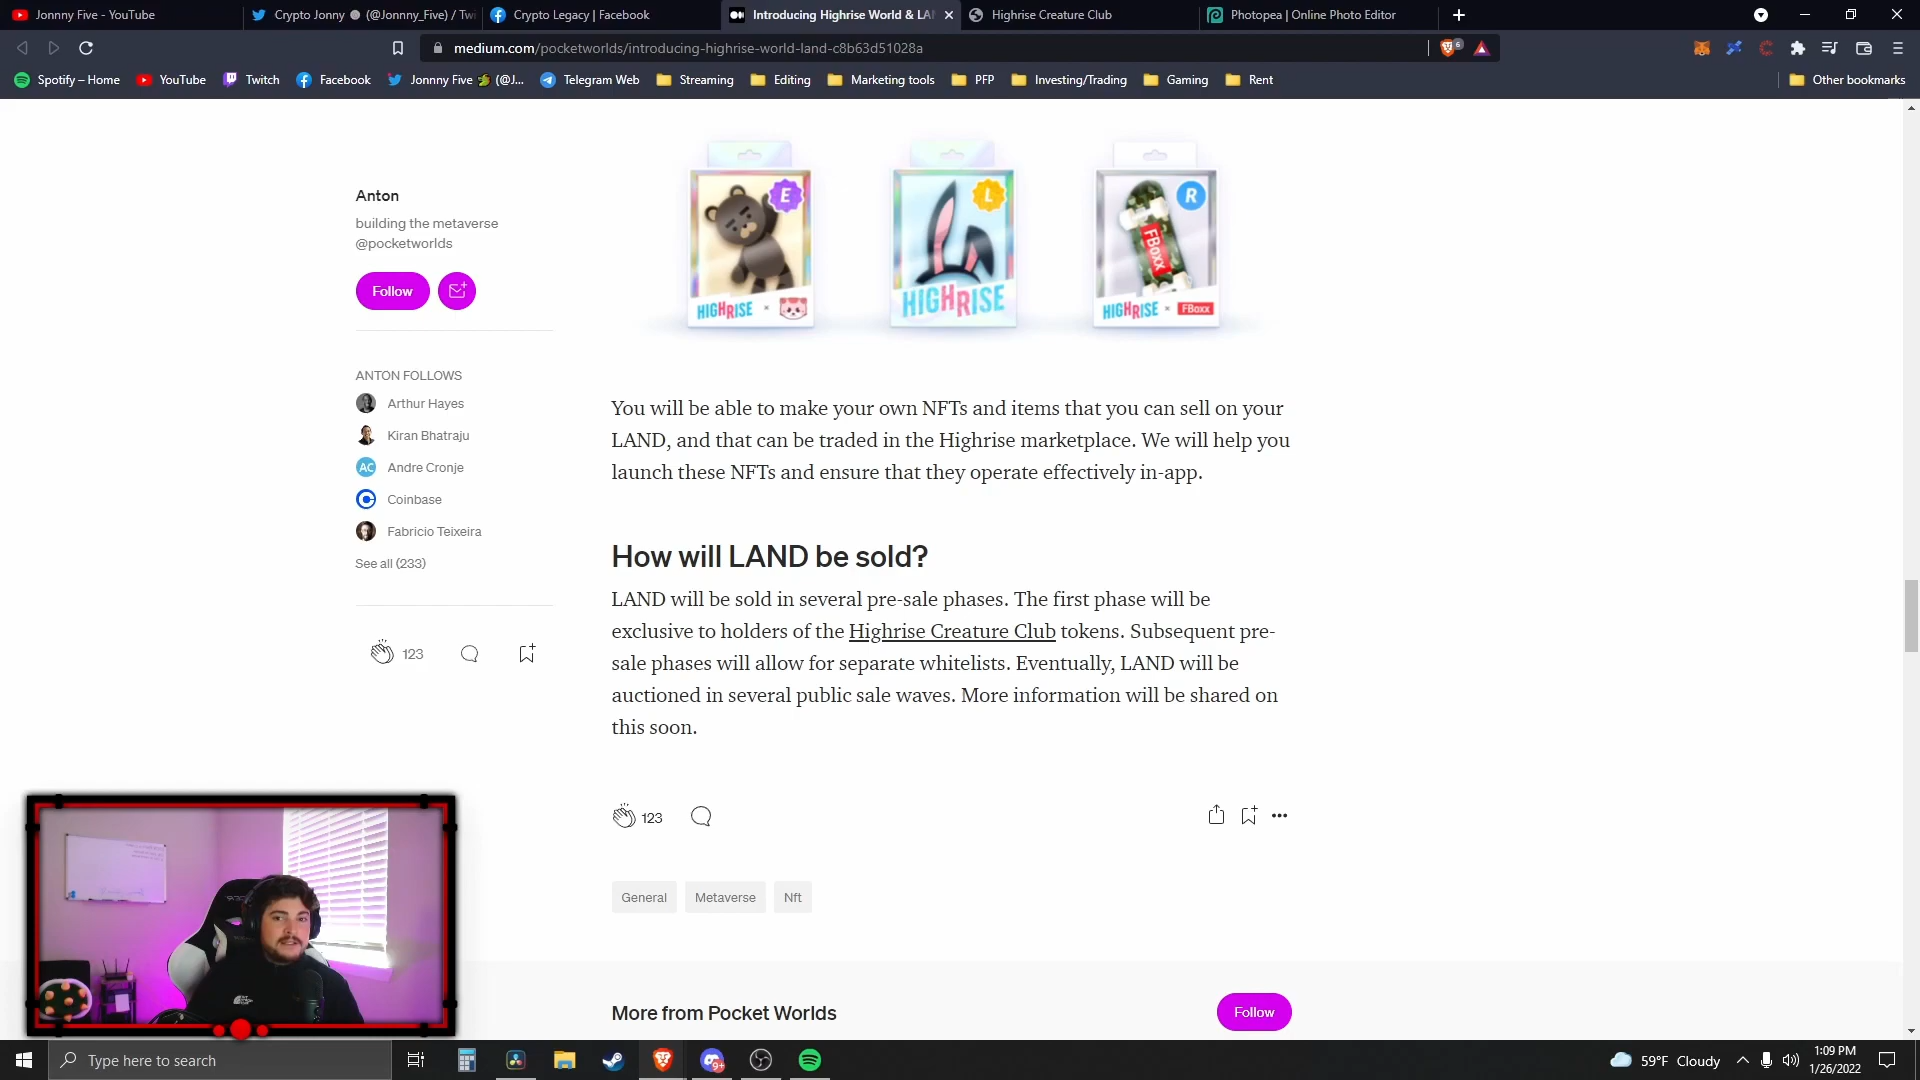 Jonnny Five - YouTube
Crypto Jonny
(@Jonnny_Five) / Twi
Crypto Legacy | Facebook
Introducing Highrise World & LA
Highrise Creature Club
Photopea | Online Photo Editor
medium.com/pocketworlds/introducing-highrise-world-land-c8b63d51028a
6
Spotify – Home
YouTube
Twitch
Facebook
Jonnny Five
(@J...
Telegram Web
Streaming
Editing
Marketing tools
PFP
Investing/Trading
Gaming
Rent
Other bookmarks
E
L
R
FBoxx
HIGHRISE
x
HIGHRISE
HIGHRISE
x
FBoxx
Anton
building the metaverse
@pocketworlds
Follow
ANTON FOLLOWS
Arthur Hayes
Kiran Bhatraju
AC
Andre Cronje
Coinbase
Fabricio Teixeira
See all (233)
123
You will be able to make your own NFTs and items that you can sell on your
LAND, and that can be traded in the Highrise marketplace. We will help you
launch these NFTs and ensure that they operate effectively in-app.
How will LAND be sold?
LAND will be sold in several pre-sale phases. The first phase will be
exclusive to holders of the Highrise Creature Club tokens. Subsequent pre-
sale phases will allow for separate whitelists. Eventually, LAND will be
auctioned in several public sale waves. More information will be shared on
this soon.
123
General
Metaverse
Nft
More from Pocket Worlds
Follow
Type here to search
9+
59°F Cloudy
1:09 PM
1/26/2022